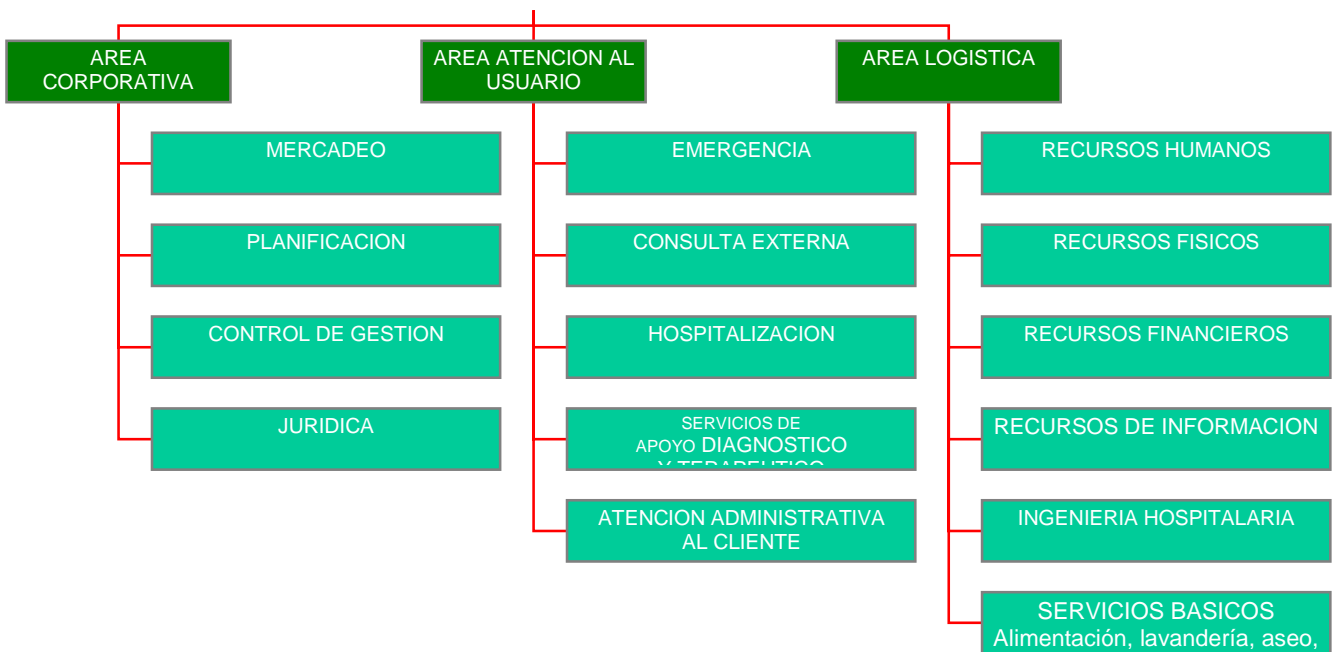 AREA
CORPORATIVA
MERCADEO
PLANIFICACION
CONTROL DE GESTION
JURIDICA
AREA ATENCION AL
USUARIO
EMERGENCIA
CONSULTA EXTERNA
HOSPITALIZACION
SERVICIOS DE
APOYO DIAGNOSTICO
Y TERAPEUTICO
ATENCION ADMINISTRATIVA
AL CLIENTE
AREA LOGISTICA
RECURSOS HUMANOS
RECURSOS FISICOS
RECURSOS FINANCIEROS
RECURSOS DE INFORMACION
INGENIERIA HOSPITALARIA
SERVICIOS BASICOS
Alimentación, lavandería, aseo,